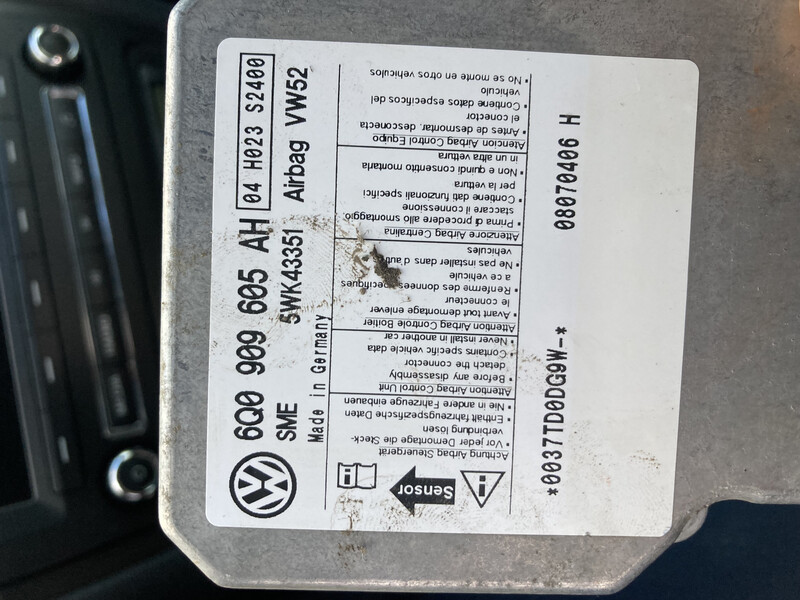 6Q0 909 605 AH 04 H023 S2400
SME 5WK43351 Airbag VW52
Made in Germany
Sensor
Achtung Airbag Steuergerät
• Vor jeder Demontage die Steck-
verbindung lösen
• Enthält fahrzeugspezifische Daten
• Nie in andere Fahrzeuge einbauen
Attention Airbag Control Unit
• Before any disassembly
detach the connector
• Contains specific vehicle data
• Never install in another car
Attention Airbag Controle Boitier
• Avant tout demontage enlever
le connecteur
• Renferme des donnees specifiques
a ce vehicule
• Ne pas installer dans d'autres
vehicules
Attenzione Airbag Centralina
• Prima di procedere allo smontaggio
staccare il connessione
• Contiene dati funzionali specifici
per la vettura
• Non e quindi consentito montarla
in un altra vettura
Atencion Airbag Control Equipo
• Antes de desmontar, desconecta
el conector
• Contiene datos especificos del
vehiculo
• No se monte en otros
vehiculos
*0037TD0DG9W-* 08070406 H